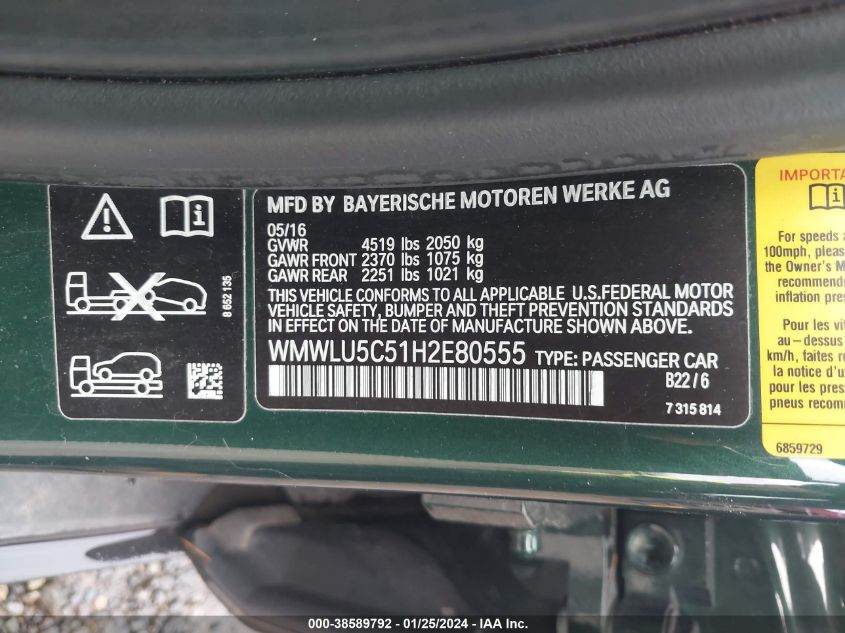 MFD BY BAYERISCHE MOTOREN WERKE AG
05/16
GVWR 4519 lbs 2050 kg
GAWR FRONT 2370 lbs 1075 kg
GAWR REAR 2251 lbs 1021 kg
THIS VEHICLE CONFORMS TO ALL APPLICABLE U.S.FEDERAL MOTOR
VEHICLE SAFETY, BUMPER AND THEFT PREVENTION STANDARDS
IN EFFECT ON THE DATE OF MANUFACTURE SHOWN ABOVE.
WMWLU5C51H2E80555 TYPE: PASSENGER CAR
B22/6
7 315 814
8 652 135
IMPORTA
For speeds a
100mph, please
the Owner's M
recommende
inflation pres
Pour les vit
au-dessus
km/h, faites re
la notice d'u
pour les pres
pneus recom
6859729
000-38589792 - 01/25/2024 - IAA Inc.